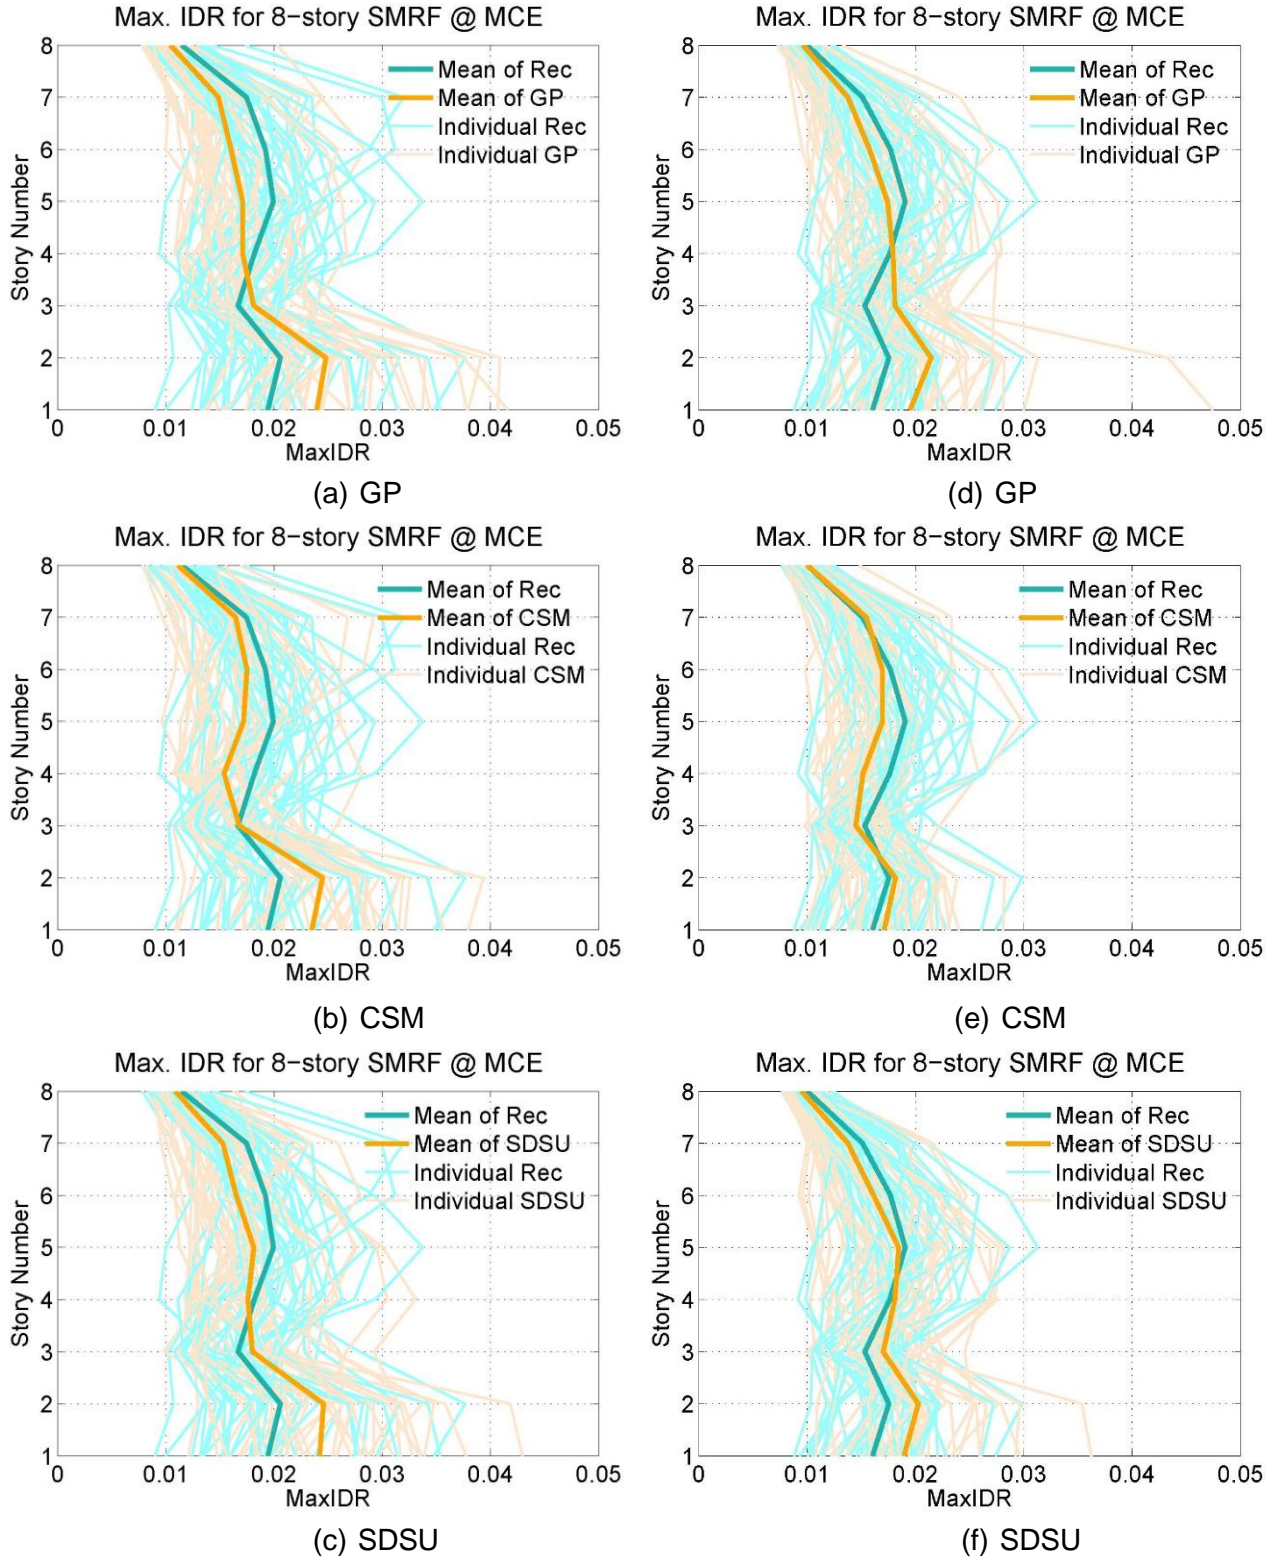 Max. IDR for 8−story SMRF @ MCE
8
7
6
5
4
3
2
1
Story Number
Mean of Rec
Mean of GP
Individual Rec
Individual GP
0 0.01 0.02 0.03 0.04 0.05
MaxIDR
(a) GP
Max. IDR for 8−story SMRF @ MCE
8
7
6
5
4
3
2
1
Story Number
Mean of Rec
Mean of GP
Individual Rec
Individual GP
0 0.01 0.02 0.03 0.04 0.05
MaxIDR
(d) GP
Max. IDR for 8−story SMRF @ MCE
8
7
6
5
4
3
2
1
Story Number
Mean of Rec
Mean of CSM
Individual Rec
Individual CSM
0 0.01 0.02 0.03 0.04 0.05
MaxIDR
(b) CSM
Max. IDR for 8−story SMRF @ MCE
8
7
6
5
4
3
2
1
Story Number
Mean of Rec
Mean of CSM
Individual Rec
Individual CSM
0 0.01 0.02 0.03 0.04 0.05
MaxIDR
(e) CSM
Max. IDR for 8−story SMRF @ MCE
8
7
6
5
4
3
2
1
Story Number
Mean of Rec
Mean of SDSU
Individual Rec
Individual SDSU
0 0.01 0.02 0.03 0.04 0.05
MaxIDR
(c) SDSU
Max. IDR for 8−story SMRF @ MCE
8
7
6
5
4
3
2
1
Story Number
Mean of Rec
Mean of SDSU
Individual Rec
Individual SDSU
0 0.01 0.02 0.03 0.04 0.05
MaxIDR
(f) SDSU